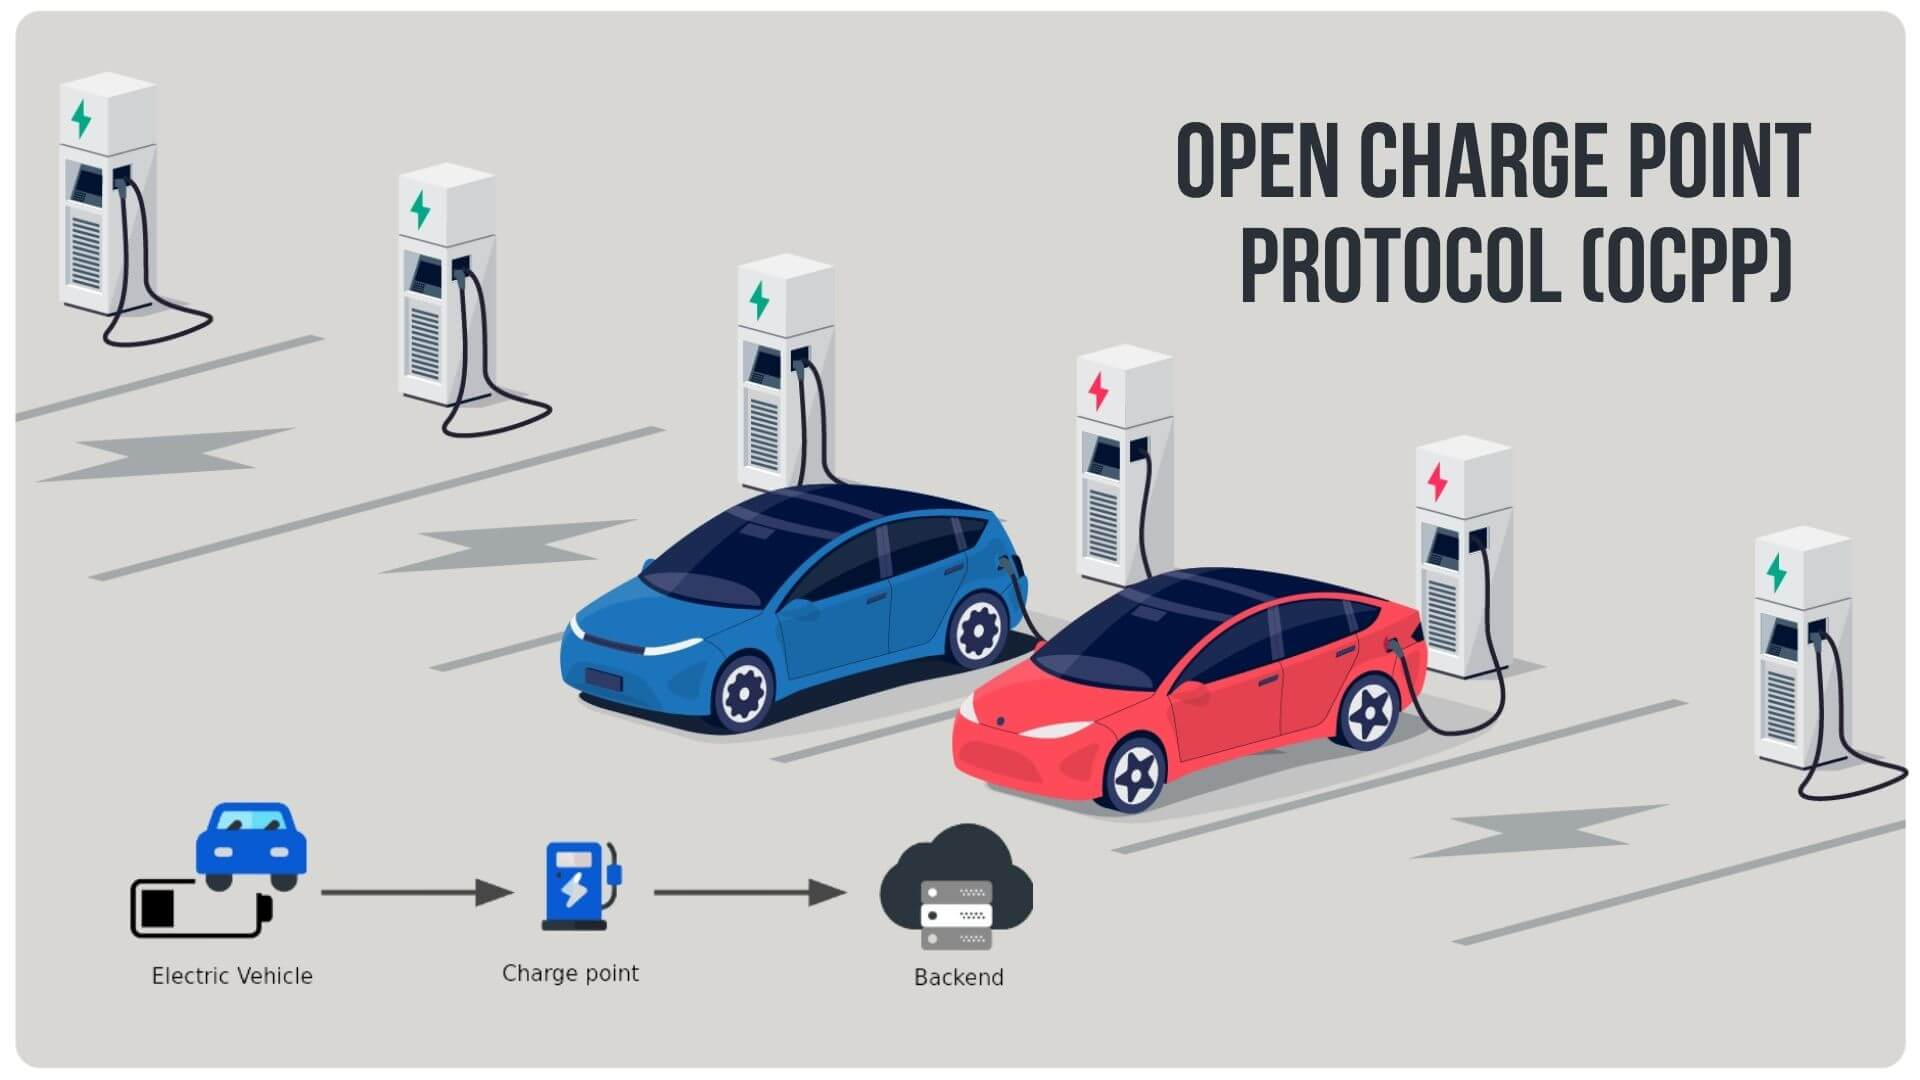 OPEN CHARGE POINT
PROTOCOL (OCPP)
Electric Vehicle
Charge point
Backend